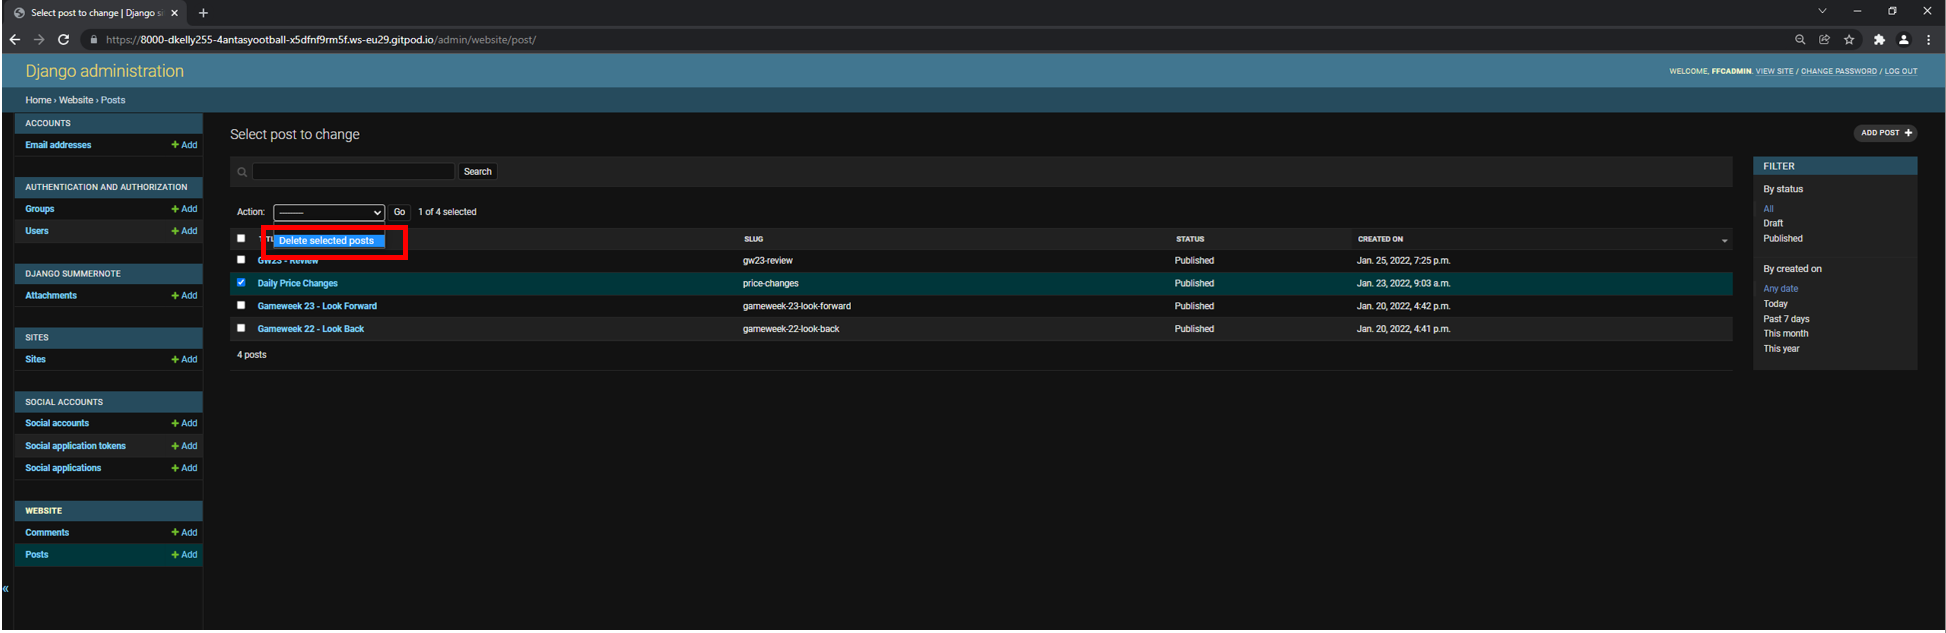 Select post to change | Django si
https://8000-dkelly255-4antasyootball-x5dfnf9rm5f.ws-eu29.gitpod.io/admin/website/post/
Django administration
WELCOME, FFCADMIN. VIEW SITE / CHANGE PASSWORD / LOG OUT
Home › Website › Posts
ACCOUNTS
Email addresses + Add
AUTHENTICATION AND AUTHORIZATION
Groups + Add
Users + Add
DJANGO SUMMERNOTE
Attachments + Add
SITES
Sites + Add
SOCIAL ACCOUNTS
Social accounts + Add
Social application tokens + Add
Social applications + Add
WEBSITE
Comments + Add
Posts + Add
«
Select post to change
ADD POST +
Search
Action: --------- Go 1 of 4 selected
Delete selected posts
SLUG STATUS CREATED ON
GW23 - Review gw23-review Published Jan. 25, 2022, 7:25 p.m.
Daily Price Changes price-changes Published Jan. 23, 2022, 9:03 a.m.
Gameweek 23 - Look Forward gameweek-23-look-forward Published Jan. 20, 2022, 4:42 p.m.
Gameweek 22 - Look Back gameweek-22-look-back Published Jan. 20, 2022, 4:41 p.m.
4 posts
FILTER
By status
All
Draft
Published
By created on
Any date
Today
Past 7 days
This month
This year